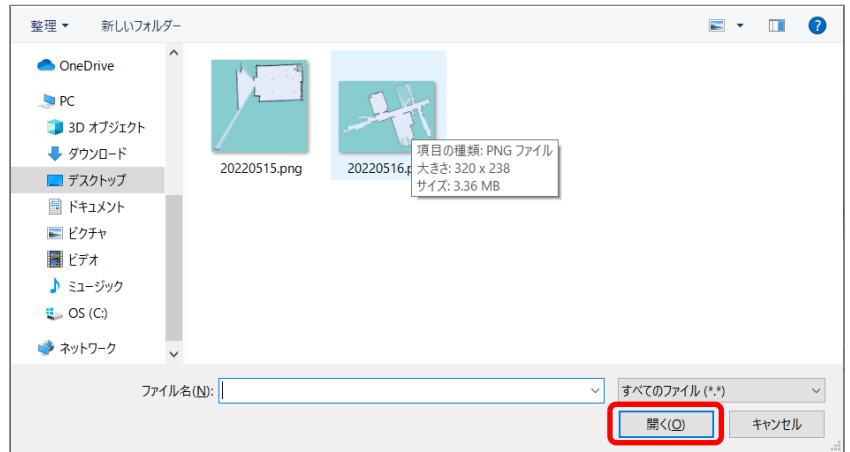 整理
新しいフォルダー
?
OneDrive
PC
3D オブジェクト
ダウンロード
デスクトップ
ドキュメント
ピクチャ
ビデオ
ミュージック
OS (C:)
ネットワーク
20220515.png
20220516.p
項目の種類: PNG ファイル
大きさ: 320 x 238
サイズ: 3.36 MB
ファイル名(N):
すべてのファイル (*.*)
開く(O)
キャンセル